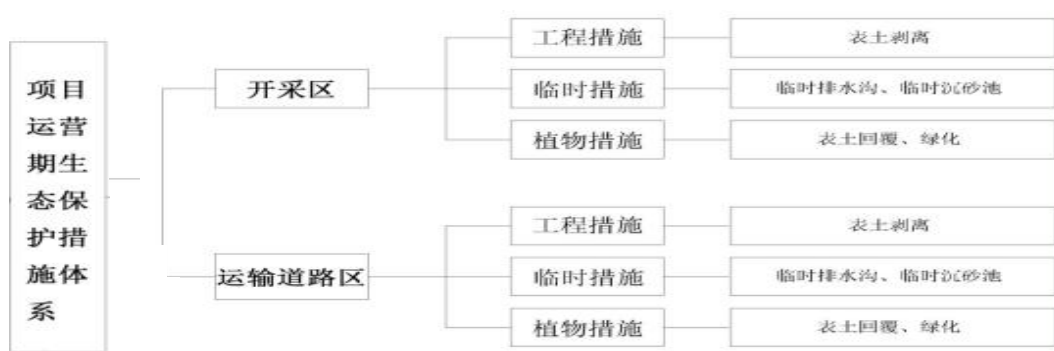 项目
运营
期生
态保
护措
施体
系
开采区
工程措施
表土剥离
临时措施
临时排水沟、临时沉砂池
植物措施
表土回覆、绿化
运输道路区
工程措施
表土剥离
临时措施
临时排水沟、临时沉砂池
植物措施
表土回覆、绿化